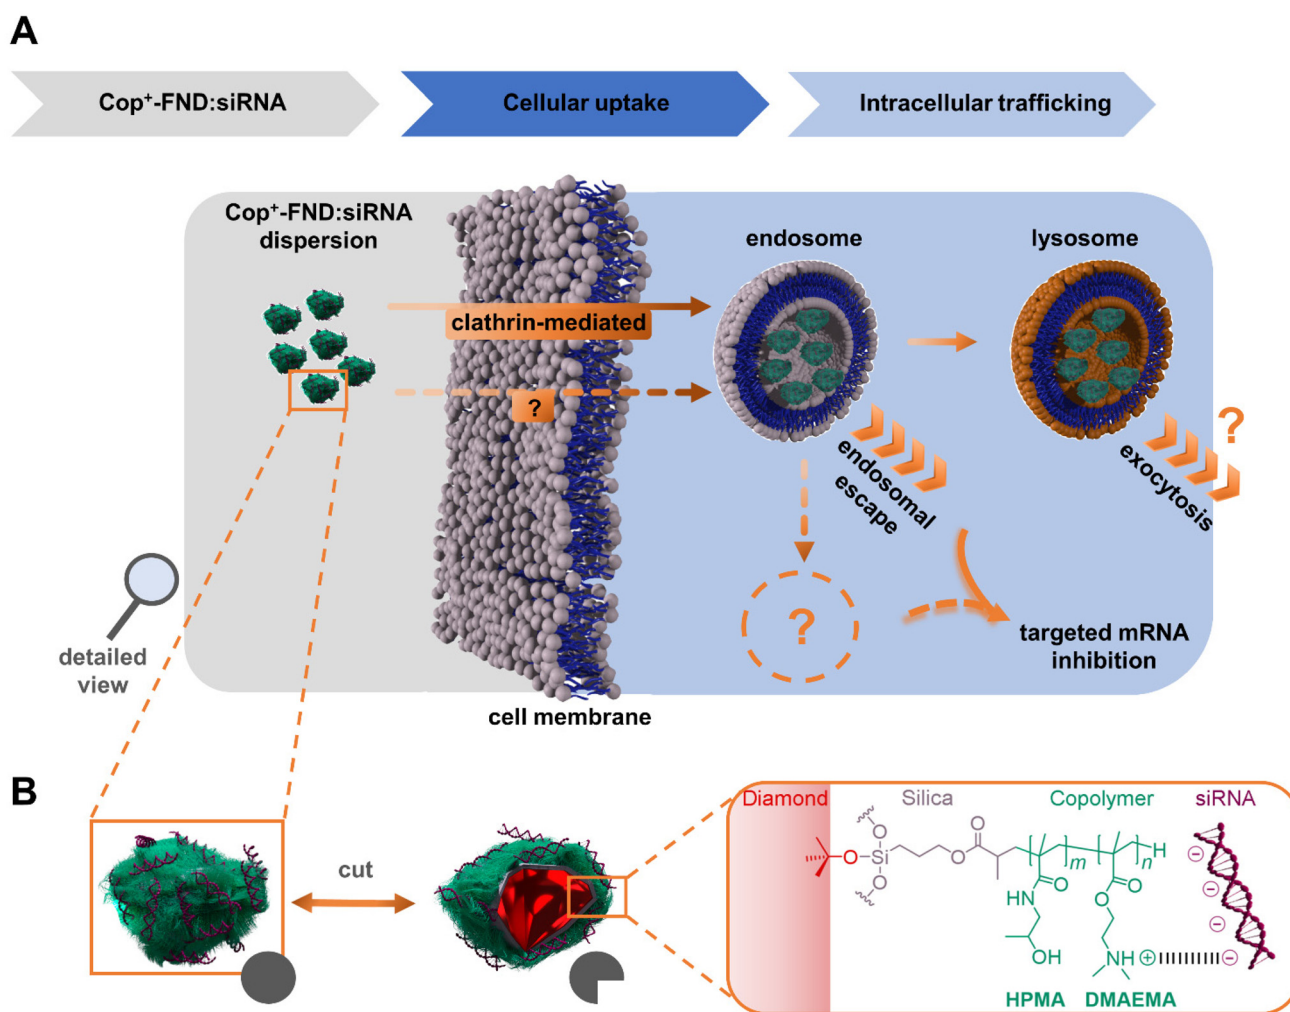 A
Cop⁺-FND:siRNA
Cellular uptake
Intracellular trafficking
Cop⁺-FND:siRNA
dispersion
endosome
lysosome
clathrin-mediated
?
?
endosomal
escape
exocytosis
?
targeted mRNA
inhibition
detailed
view
cell membrane
B
cut
Diamond
Silica
Copolymer
siRNA
O
O
O
Si
O
O
m
n
H
O
O
O
HN
OH
NH
+
-
-
-
-
HPMA
DMAEMA